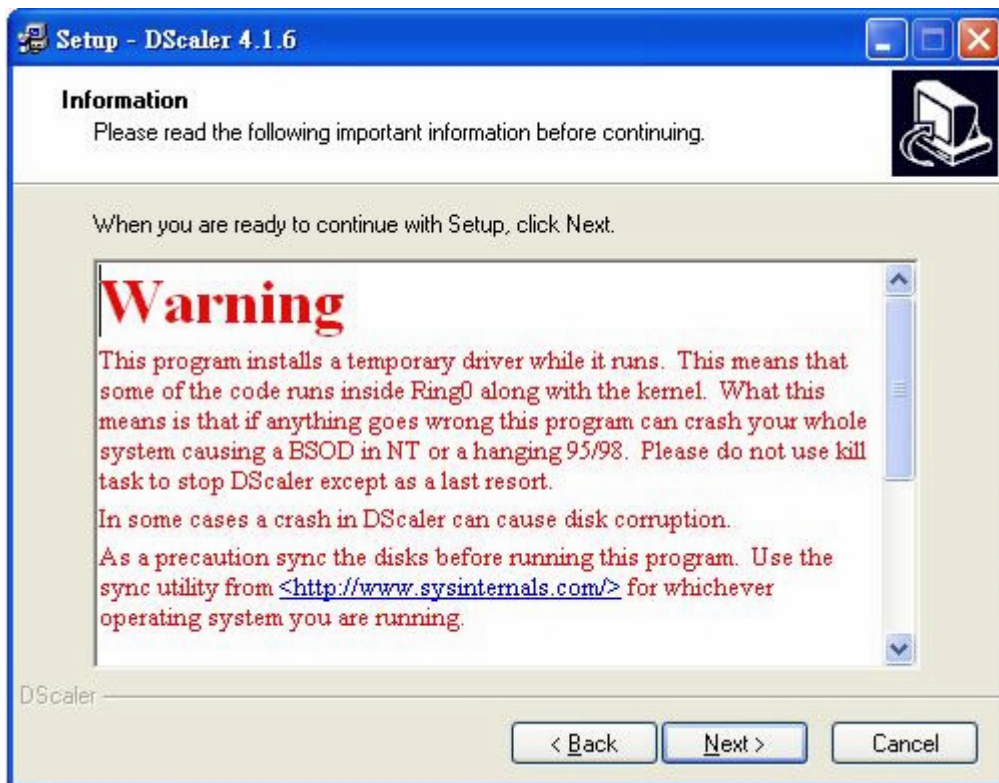 Setup - DScaler 4.1.6
Information
Please read the following important information before continuing.
When you are ready to continue with Setup, click Next.
Warning
This program installs a temporary driver while it runs.  This means that
some of the code runs inside Ring0 along with the kernel.  What this
means is that if anything goes wrong this program can crash your whole
system causing a BSOD in NT or a hanging 95/98.  Please do not use kill
task to stop DScaler except as a last resort.
In some cases a crash in DScaler can cause disk corruption.
As a precaution sync the disks before running this program.  Use the
sync utility from <http://www.sysinternals.com/> for whichever
operating system you are running.
DScaler
< Back
Next >
Cancel